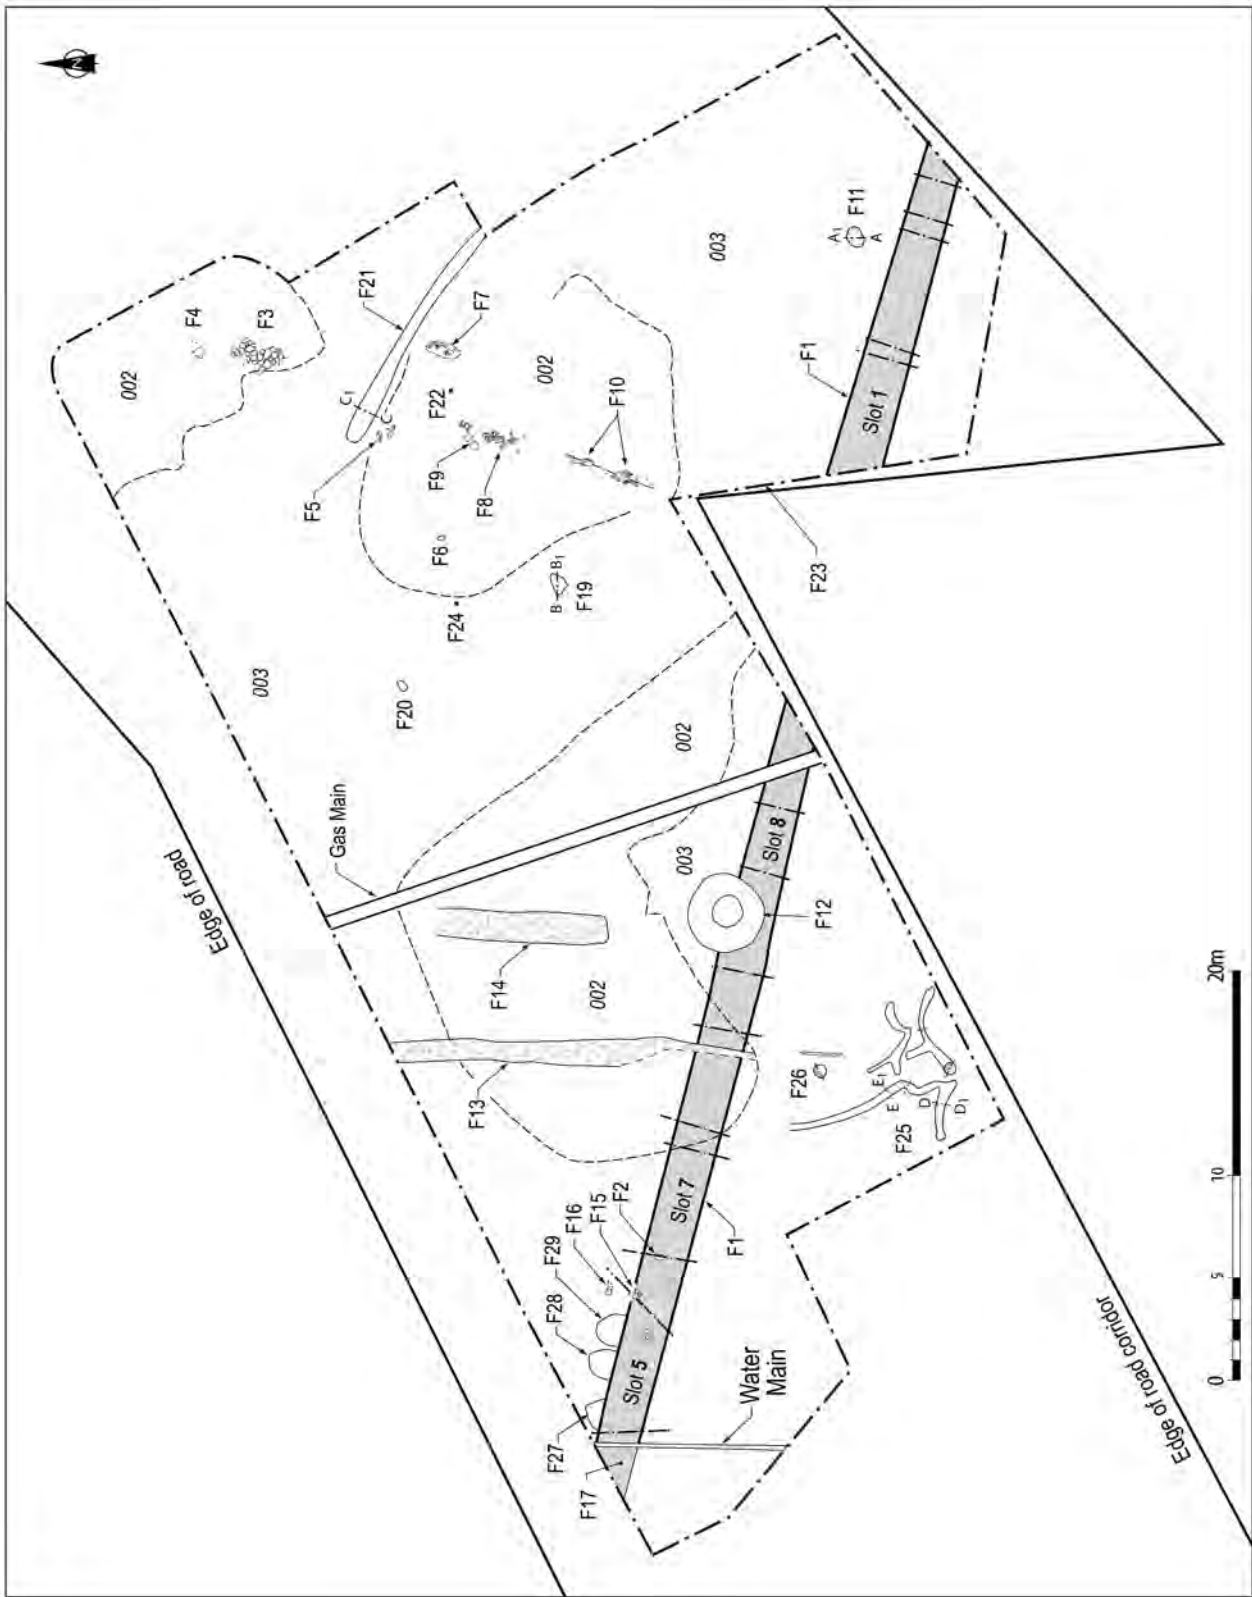 N
Edge of road
002
F4
F3
F21
C1
C
F5
F7
F22
002
F9
F8
F6
F10
F24
B
B1
F19
003
F20
003
A1
A
F11
F1
Slot 1
F23
Gas Main
002
003
Slot 8
F12
F14
002
F13
F26
E1
E
D
D1
F25
Slot 7
F1
F2
F15
F16
F29
F28
Slot 5
F27
F17
Water
Main
Edge of road corridor
0
5
10
20m